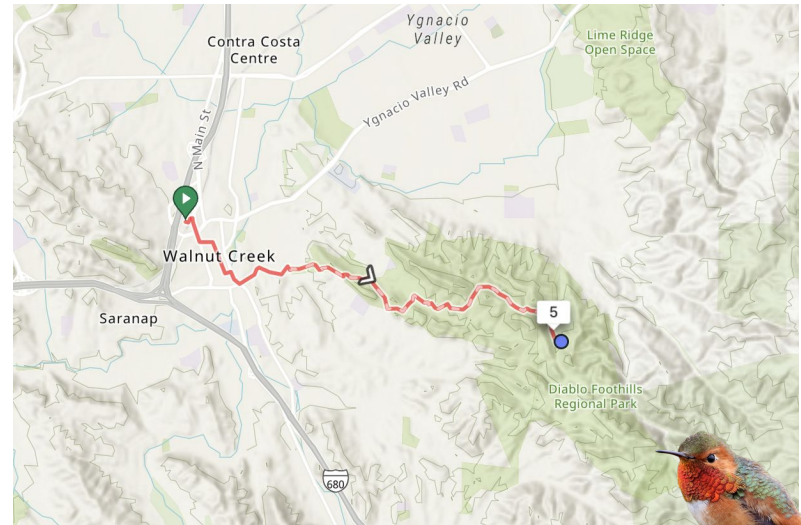 Ygnacio
Valley
Lime Ridge
Open Space
Contra Costa
Centre
Ygnacio Valley Rd
N Main St
Walnut Creek
5
Saranap
Diablo Foothills
Regional Park
680